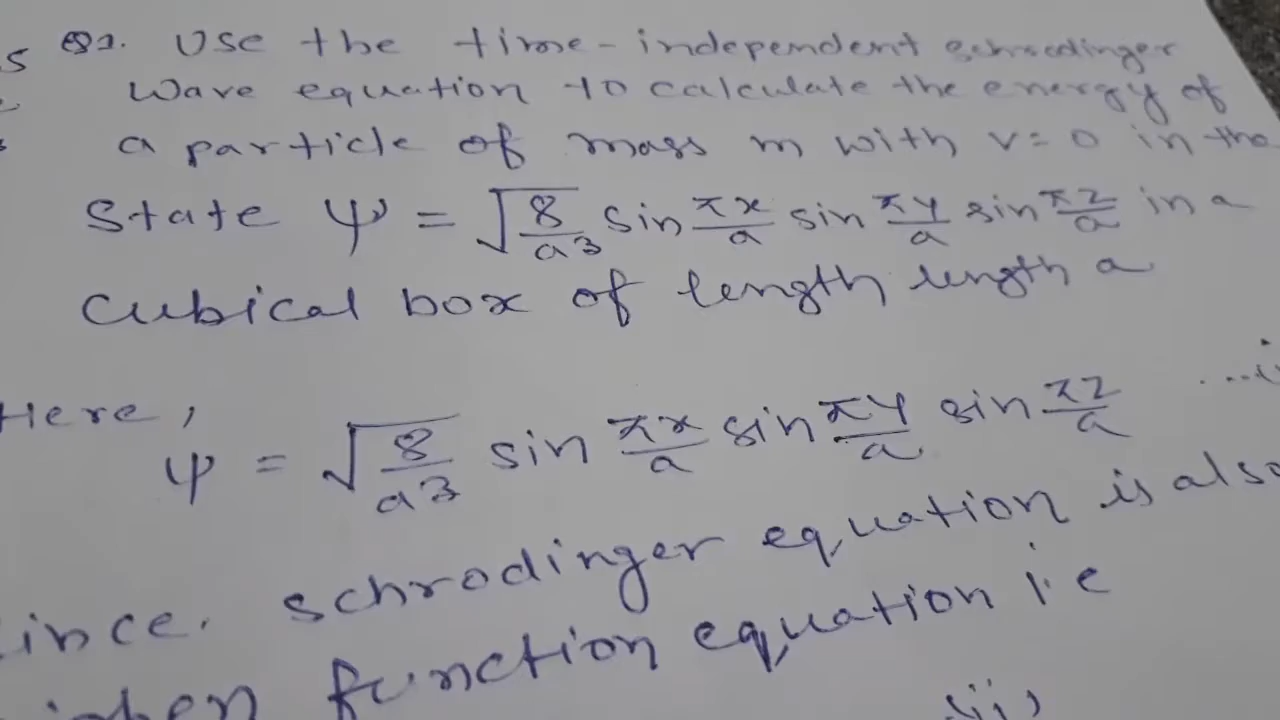 Q1. Use the time-independent schrodinger
wave equation to calculate the energy of
a particle of mass m with v=0 in the
State ψ = √(8/a3) sin πx/a sin πy/a sin πz/a in a
Cubical box of length length a
Here,
ψ = √(8/a3) sin πx/a sin πy/a sin πz/a
schrodinger equation is also
function equation i.e